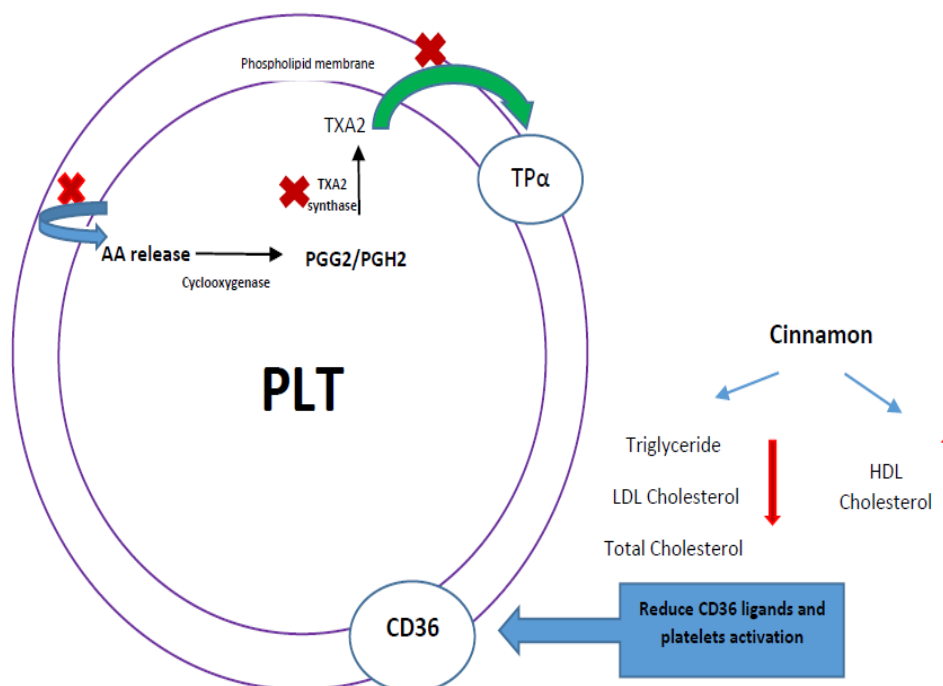 Phospholipid membrane
TXA2
TPα
TXA2
synthase
AA release
PGG2/PGH2
Cyclooxygenase
PLT
Cinnamon
Triglyceride
LDL Cholesterol
Total Cholesterol
HDL
Cholesterol
CD36
Reduce CD36 ligands and
platelets activation